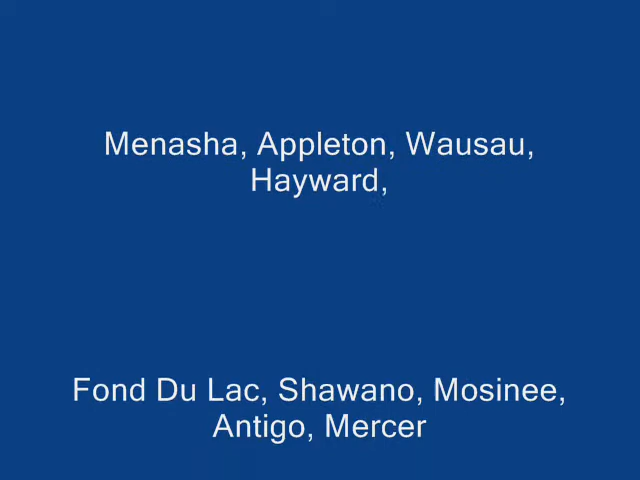 Menasha, Appleton, Wausau,
Hayward,
Fond Du Lac, Shawano, Mosinee,
Antigo, Mercer